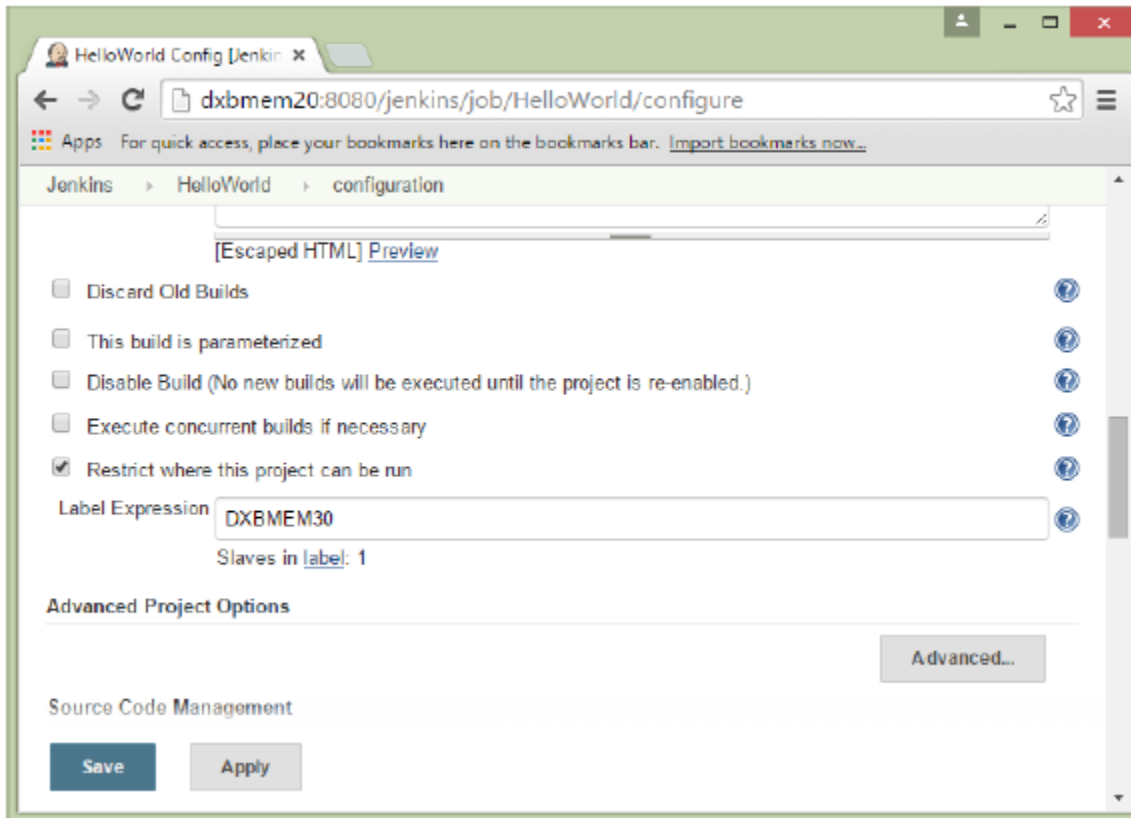 HelloWorld Config [Jenkin
dxbmem20:8080/jenkins/job/HelloWorld/configure
Apps For quick access, place your bookmarks here on the bookmarks bar. Import bookmarks now...
Jenkins > HelloWorld > configuration
[Escaped HTML] Preview
Discard Old Builds
This build is parameterized
Disable Build (No new builds will be executed until the project is re-enabled.)
Execute concurrent builds if necessary
Restrict where this project can be run
Label Expression DXBMEM30
Slaves in label: 1
Advanced Project Options
Advanced...
Source Code Management
Save Apply